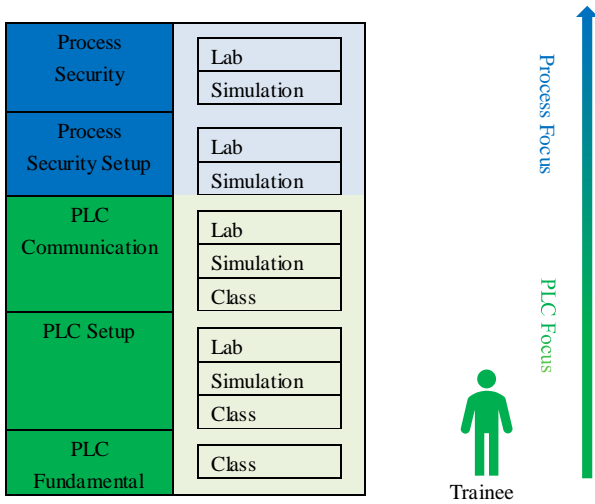 Process
Security
Lab
Simulation
Process
Security Setup
Lab
Simulation
PLC
Communication
Lab
Simulation
Class
PLC Setup
Lab
Simulation
Class
PLC
Fundamental
Class
Process Focus
PLC Focus
Trainee